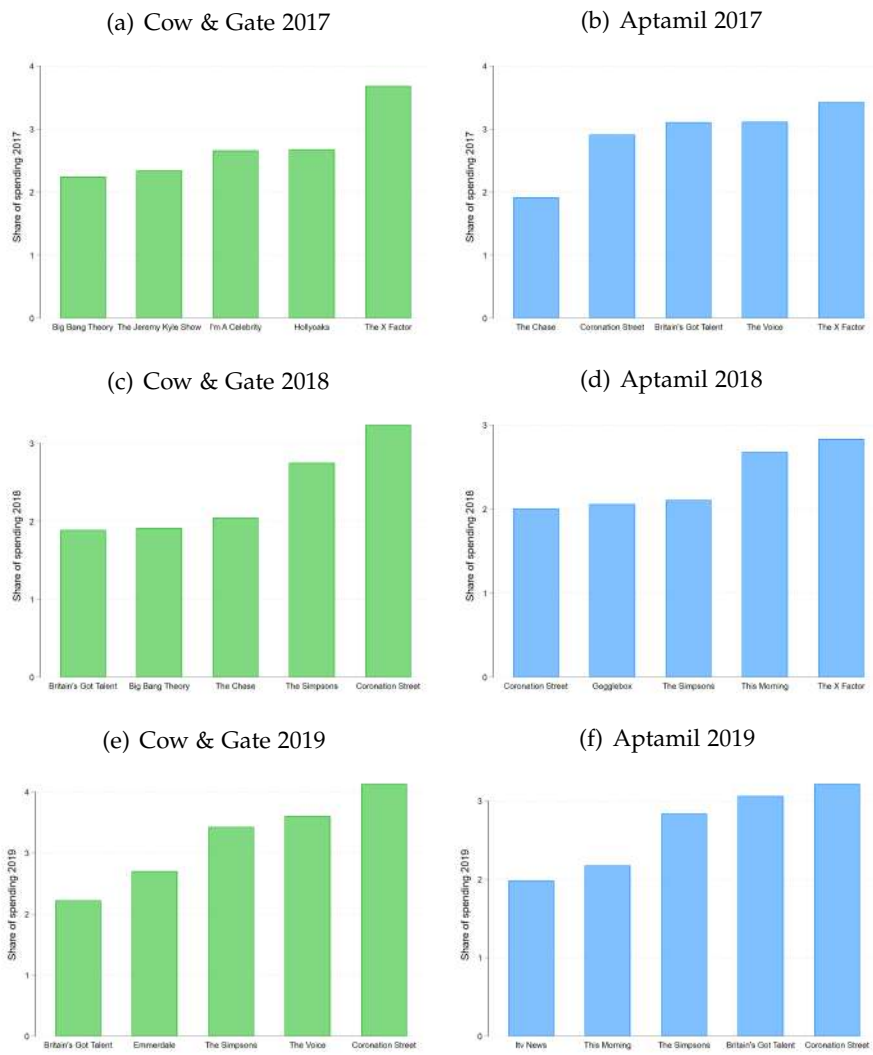 (a) Cow & Gate 2017
4
3
2
1
0
Share of spending 2017
Big Bang Theory The Jeremy Kyle Show I'm A Celebrity Hollyoaks The X Factor
(b) Aptamil 2017
4
3
2
1
0
Share of spending 2017
The Chase Coronation Street Britain's Got Talent The Voice The X Factor
(c) Cow & Gate 2018
3
2
1
0
Share of spending 2018
Britain's Got Talent Big Bang Theory The Chase The Simpsons Coronation Street
(d) Aptamil 2018
3
2
1
0
Share of spending 2018
Coronation Street Gogglebox The Simpsons This Morning The X Factor
(e) Cow & Gate 2019
4
3
2
1
0
Share of spending 2019
Britain's Got Talent Emmerdale The Simpsons The Voice Coronation Street
(f) Aptamil 2019
3
2
1
0
Share of spending 2019
Itv News This Morning The Simpsons Britain's Got Talent Coronation Street